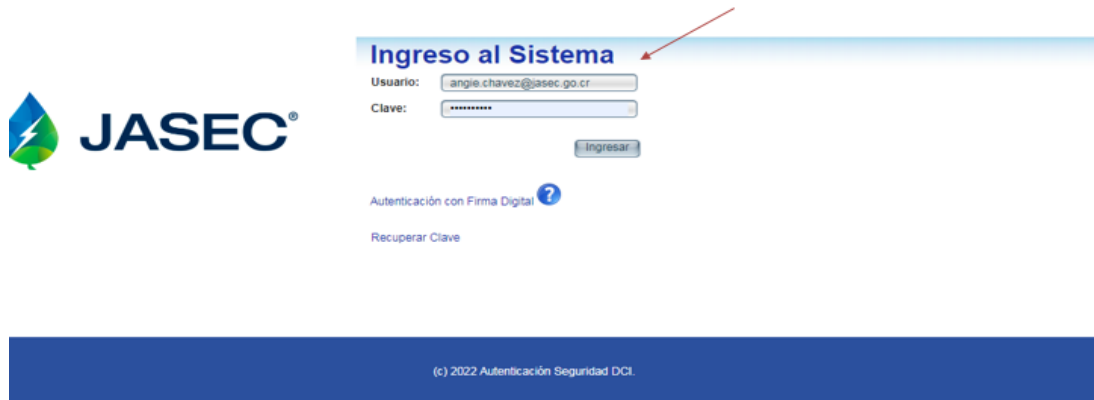 Ingreso al Sistema
Usuario: angie.chavez@jasec.go.cr
Clave: ••••••••••
JASEC®
Ingresar
Autenticación con Firma Digital ?
Recuperar Clave
(c) 2022 Autenticación Seguridad DCI.